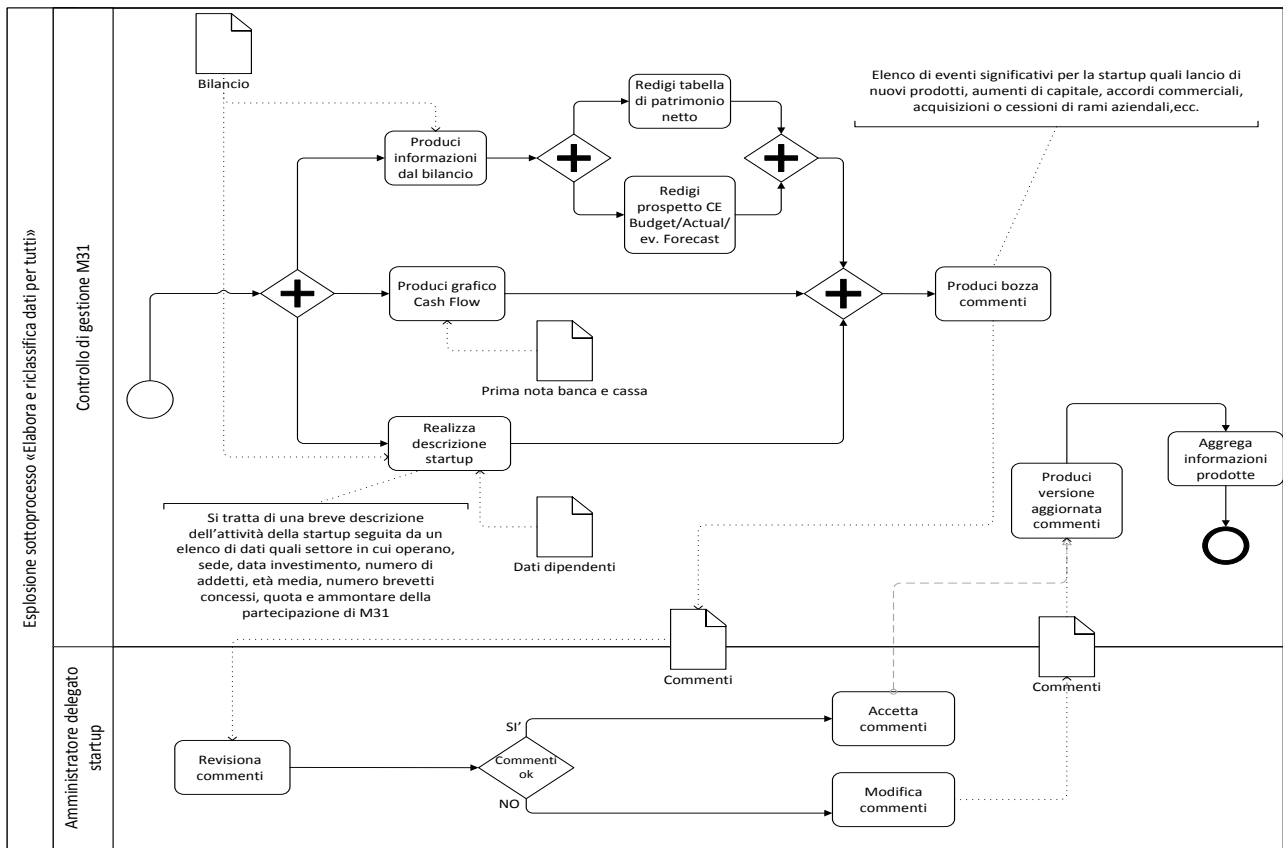 Esplosione sottoprocesso «Elabora e riclassifica dati per tutti»
Controllo di gestione M31
Bilancio
Produci
informazioni
dal bilancio
Redigi tabella
di patrimonio
netto
Redigi
prospetto CE
Budget/Actual/
ev. Forecast
Elenco di eventi significativi per la startup quali lancio di
nuovi prodotti, aumenti di capitale, accordi commerciali,
acquisizioni o cessioni di rami aziendali,ecc.
Produci grafico
Cash Flow
Prima nota banca e cassa
Produci bozza
commenti
Realizza
descrizione
startup
Si tratta di una breve descrizione
dell'attività della startup seguita da un
elenco di dati quali settore in cui operano,
sede, data investimento, numero di
addetti, età media, numero brevetti
concessi, quota e ammontare della
partecipazione di M31
Dati dipendenti
Produci
versione
aggiornata
commenti
Aggrega
informazioni
prodotte
Commenti
Commenti
Amministratore delegato
startup
Revisiona
commenti
Commenti
ok
SI'
NO
Accetta
commenti
Modifica
commenti